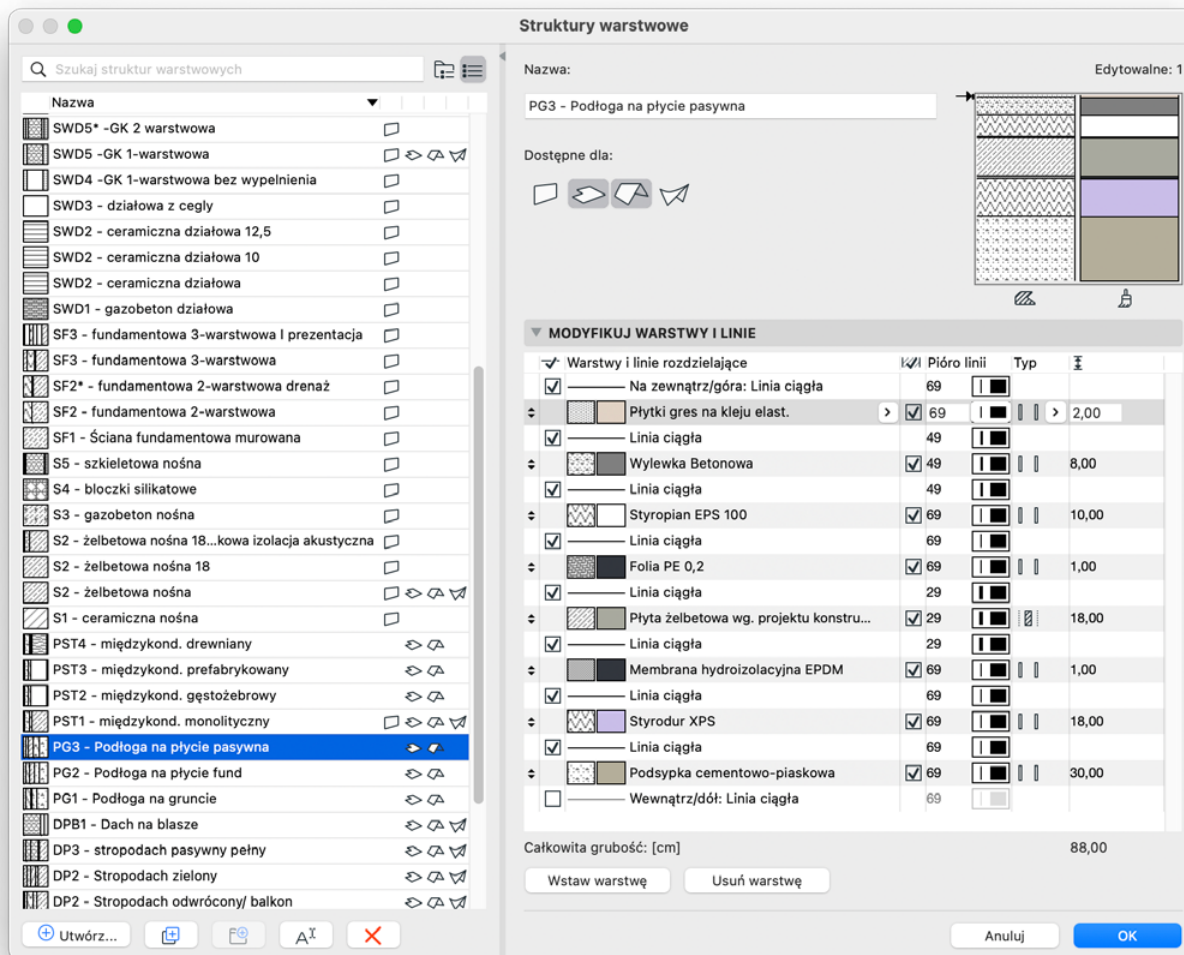 Struktury warstwowe
Szukaj struktur warstwowych
Nazwa
SWD5* -GK 2 warstwowa
SWD5 -GK 1-warstwowa
SWD4 -GK 1-warstwowa bez wypelnienia
SWD3 - działowa z cegly
SWD2 - ceramiczna działowa 12,5
SWD2 - ceramiczna działowa 10
SWD2 - ceramiczna działowa
SWD1 - gazobeton działowa
SF3 - fundamentowa 3-warstwowa I prezentacja
SF3 - fundamentowa 3-warstwowa
SF2* - fundamentowa 2-warstwowa drenaż
SF2 - fundamentowa 2-warstwowa
SF1 - Ściana fundamentowa murowana
S5 - szkieletowa nośna
S4 - bloczki silikatowe
S3 - gazobeton nośna
S2 - żelbetowa nośna 18...kowa izolacja akustyczna
S2 - żelbetowa nośna 18
S2 - żelbetowa nośna
S1 - ceramiczna nośna
PST4 - międzykond. drewniany
PST3 - międzykond. prefabrykowany
PST2 - międzykond. gęstożebrowy
PST1 - międzykond. monolityczny
PG3 - Podłoga na płycie pasywna
PG2 - Podłoga na płycie fund
PG1 - Podłoga na gruncie
DPB1 - Dach na blasze
DP3 - stropodach pasywny pełny
DP2 - Stropodach zielony
DP2 - Stropodach odwrócony/ balkon
Utwórz...
Nazwa: Edytowalne: 1
PG3 - Podłoga na płycie pasywna
Dostępne dla:
MODYFIKUJ WARSTWY I LINIE
Warstwy i linie rozdzielające Pióro linii Typ
Na zewnątrz/góra: Linia ciągła 69
Płytki gres na kleju elast. 69 2,00
Linia ciągła 49
Wylewka Betonowa 49 8,00
Linia ciągła 49
Styropian EPS 100 69 10,00
Linia ciągła 69
Folia PE 0,2 69 1,00
Linia ciągła 29
Płyta żelbetowa wg. projektu konstru... 29 18,00
Linia ciągła 29
Membrana hydroizolacyjna EPDM 69 1,00
Linia ciągła 69
Styrodur XPS 69 18,00
Linia ciągła 69
Podsypka cementowo-piaskowa 69 30,00
Wewnątrz/dół: Linia ciągła 69
Całkowita grubość: [cm] 88,00
Wstaw warstwę Usuń warstwę
Anuluj OK